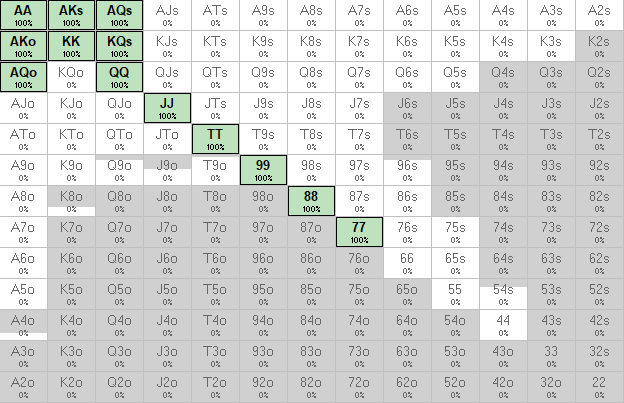 AA AKs AQs AJs ATs A9s A8s A7s A6s A5s A4s A3s A2s
100% 100% 100% 0% 0% 0% 0% 0% 0% 0% 0% 0% 0%
AKo KK KQs KJs KTs K9s K8s K7s K6s K5s K4s K3s K2s
100% 100% 100% 0% 0% 0% 0% 0% 0% 0% 0% 0% 0%
AQo KQo QQ QJs QTs Q9s Q8s Q7s Q6s Q5s Q4s Q3s Q2s
100% 0% 100% 0% 0% 0% 0% 0% 0% 0% 0% 0% 0%
AJo KJo QJo JJ JTs J9s J8s J7s J6s J5s J4s J3s J2s
0% 0% 0% 100% 0% 0% 0% 0% 0% 0% 0% 0% 0%
ATo KTo QTo JTo TT T9s T8s T7s T6s T5s T4s T3s T2s
0% 0% 0% 0% 100% 0% 0% 0% 0% 0% 0% 0% 0%
A9o K9o Q9o J9o T9o 99 98s 97s 96s 95s 94s 93s 92s
0% 0% 0% 0% 0% 100% 0% 0% 0% 0% 0% 0% 0%
A8o K8o Q8o J8o T8o 98o 88 87s 86s 85s 84s 83s 82s
0% 0% 0% 0% 0% 0% 100% 0% 0% 0% 0% 0% 0%
A7o K7o Q7o J7o T7o 97o 87o 77 76s 75s 74s 73s 72s
0% 0% 0% 0% 0% 0% 0% 100% 0% 0% 0% 0% 0%
A6o K6o Q6o J6o T6o 96o 86o 76o 66 65s 64s 63s 62s
0% 0% 0% 0% 0% 0% 0% 0% 0% 0% 0% 0% 0%
A5o K5o Q5o J5o T5o 95o 85o 75o 65o 55 54s 53s 52s
0% 0% 0% 0% 0% 0% 0% 0% 0% 0% 0% 0% 0%
A4o K4o Q4o J4o T4o 94o 84o 74o 64o 54o 44 43s 42s
0% 0% 0% 0% 0% 0% 0% 0% 0% 0% 0% 0% 0%
A3o K3o Q3o J3o T3o 93o 83o 73o 63o 53o 43o 33 32s
0% 0% 0% 0% 0% 0% 0% 0% 0% 0% 0% 0% 0%
A2o K2o Q2o J2o T2o 92o 82o 72o 62o 52o 42o 32o 22
0% 0% 0% 0% 0% 0% 0% 0% 0% 0% 0% 0% 0%